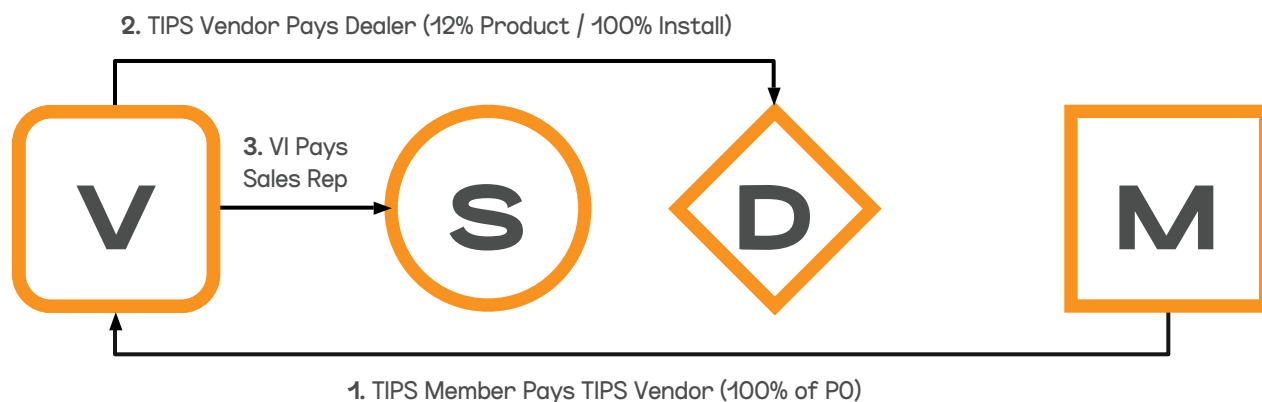 2. TIPS Vendor Pays Dealer (12% Product / 100% Install)
3. VI Pays
Sales Rep
V
S
D
M
1. TIPS Member Pays TIPS Vendor (100% of PO)